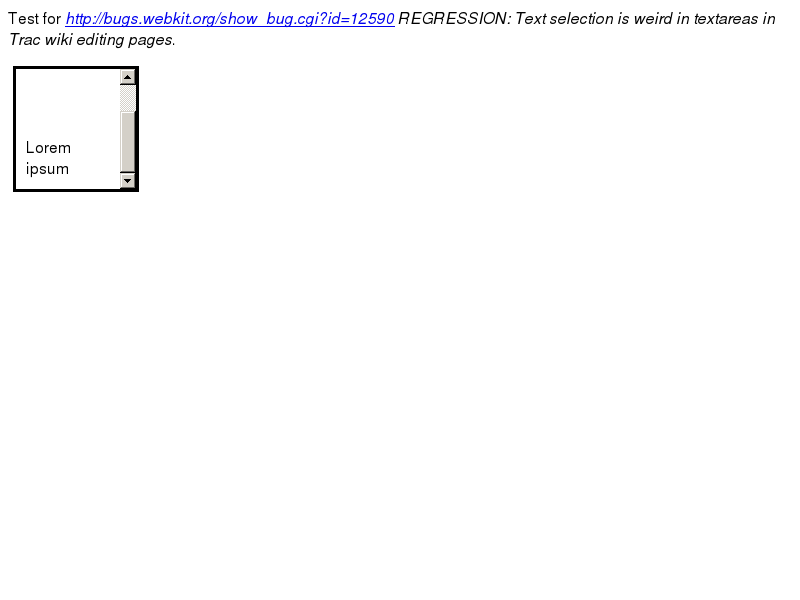 Test for http://bugs.webkit.org/show_bug.cgi?id=12590 REGRESSION: Text selection is weird in textareas in
Trac wiki editing pages.
Lorem
ipsum